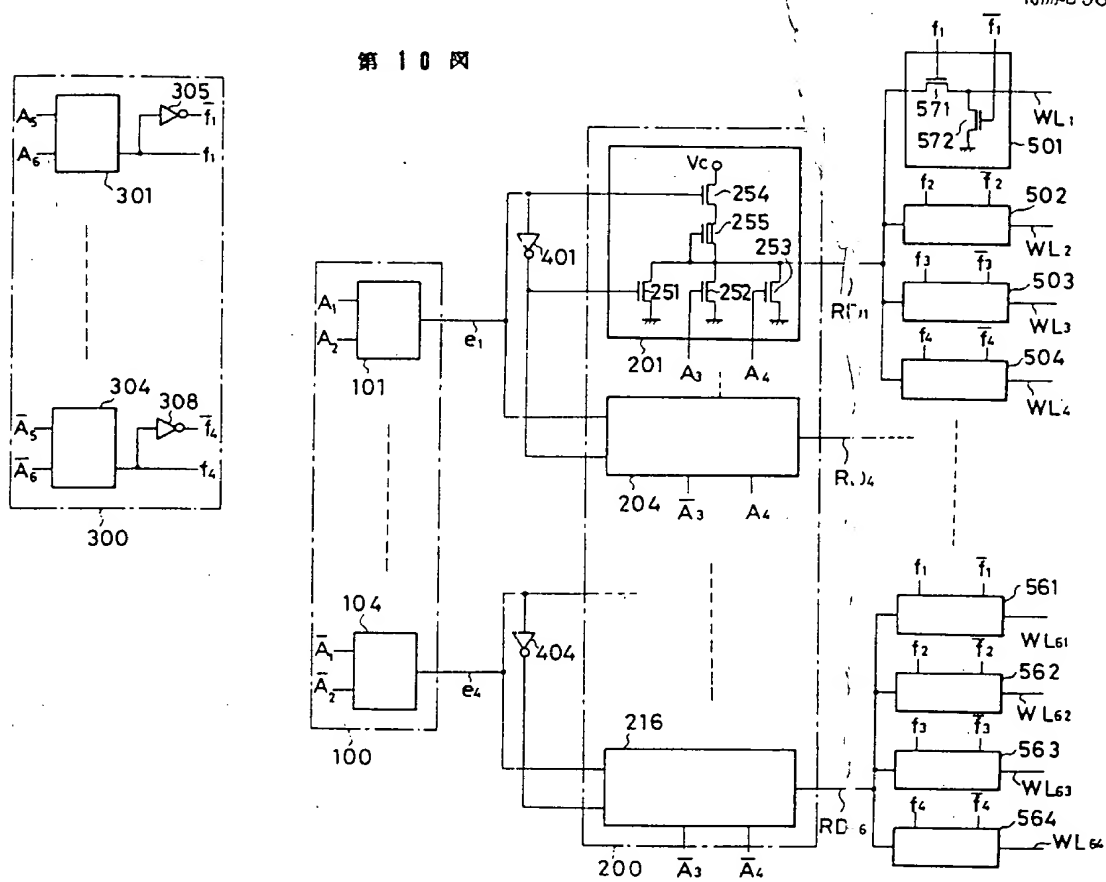 第 10 図
305
A5
A6
f̄1
f1
301
304
308
Ā5
Ā6
f̄4
f4
300
A1
A2
101
e1
104
Ā1
Ā2
e4
100
401
404
Vc
254
255
253
251
252
201
A3
A4
204
Ā3
A4
216
200
Ā3
Ā4
f1
f̄1
571
572
WL1
501
f2
f̄2
502
WL2
f3
f̄3
503
WL3
f4
f̄4
504
WL4
f1
f̄1
561
WL61
f2
f̄2
562
WL62
f3
f̄3
563
WL63
f4
f̄4
564
WL64